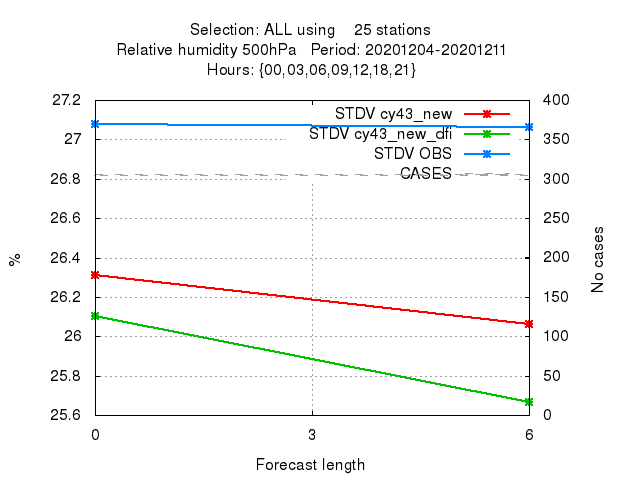 Selection: ALL using    25 stations
Relative humidity 500hPa   Period: 20201204-20201211
Hours: {00,03,06,09,12,18,21}
27.2
27
26.8
26.6
26.4
26.2
26
25.8
25.6
400
350
300
250
200
150
100
50
0
STDV cy43_new
STDV cy43_new_dfi
STDV OBS
CASES
%
No cases
0 3 6
Forecast length